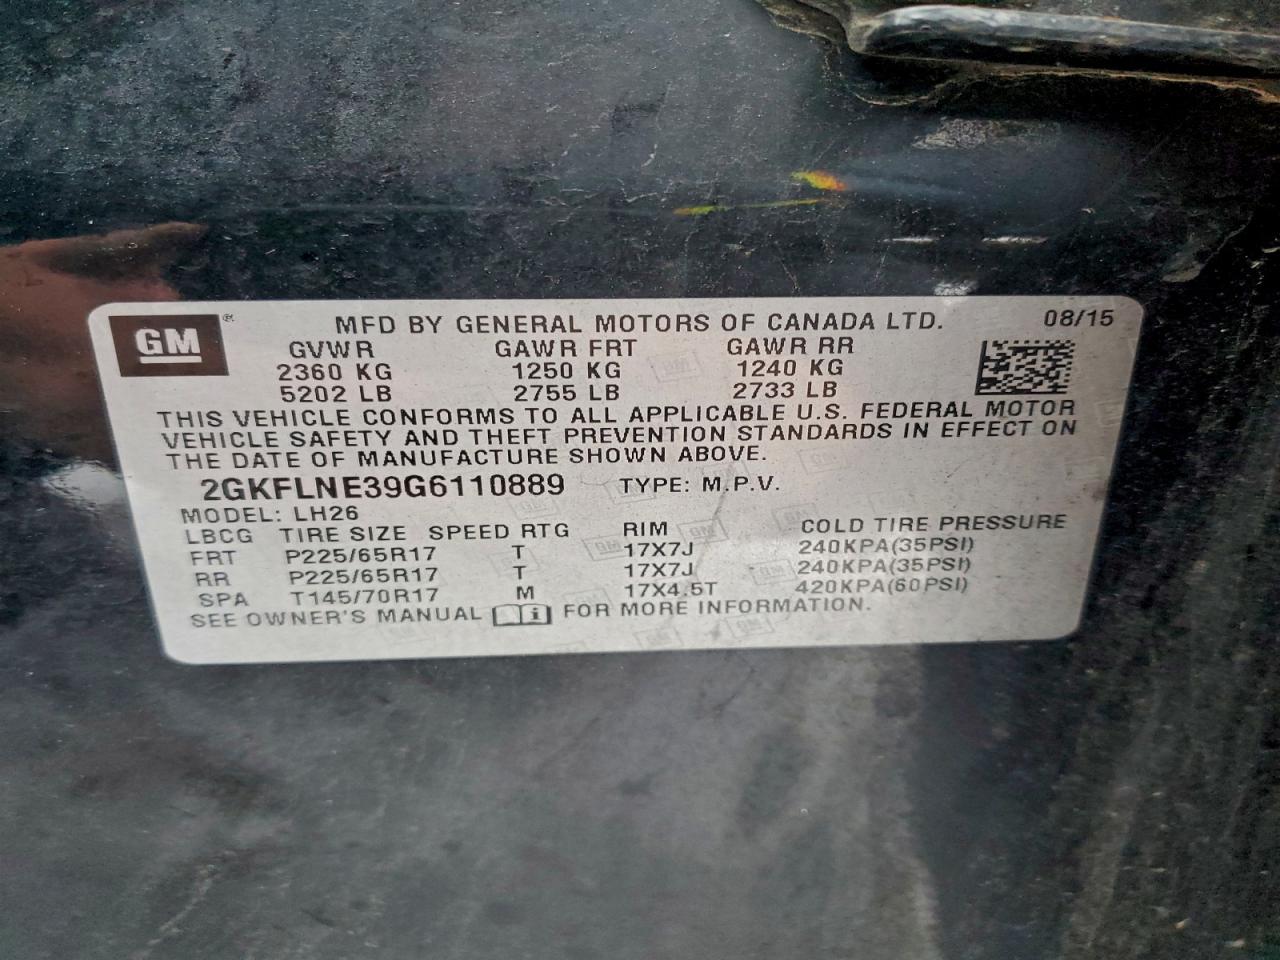 GM® MFD BY GENERAL MOTORS OF CANADA LTD. 08/15
GVWR GAWR FRT GAWR RR
2360 KG 1250 KG 1240 KG
5202 LB 2755 LB 2733 LB
THIS VEHICLE CONFORMS TO ALL APPLICABLE U.S. FEDERAL MOTOR
VEHICLE SAFETY AND THEFT PREVENTION STANDARDS IN EFFECT ON
THE DATE OF MANUFACTURE SHOWN ABOVE.
2GKFLNE39G6110889 TYPE: M.P.V.
MODEL: LH26
LBCG TIRE SIZE SPEED RTG RIM COLD TIRE PRESSURE
FRT P225/65R17 T 17X7J 240KPA(35PSI)
RR P225/65R17 T 17X7J 240KPA(35PSI)
SPA T145/70R17 M 17X4.5T 420KPA(60PSI)
SEE OWNER'S MANUAL i FOR MORE INFORMATION.